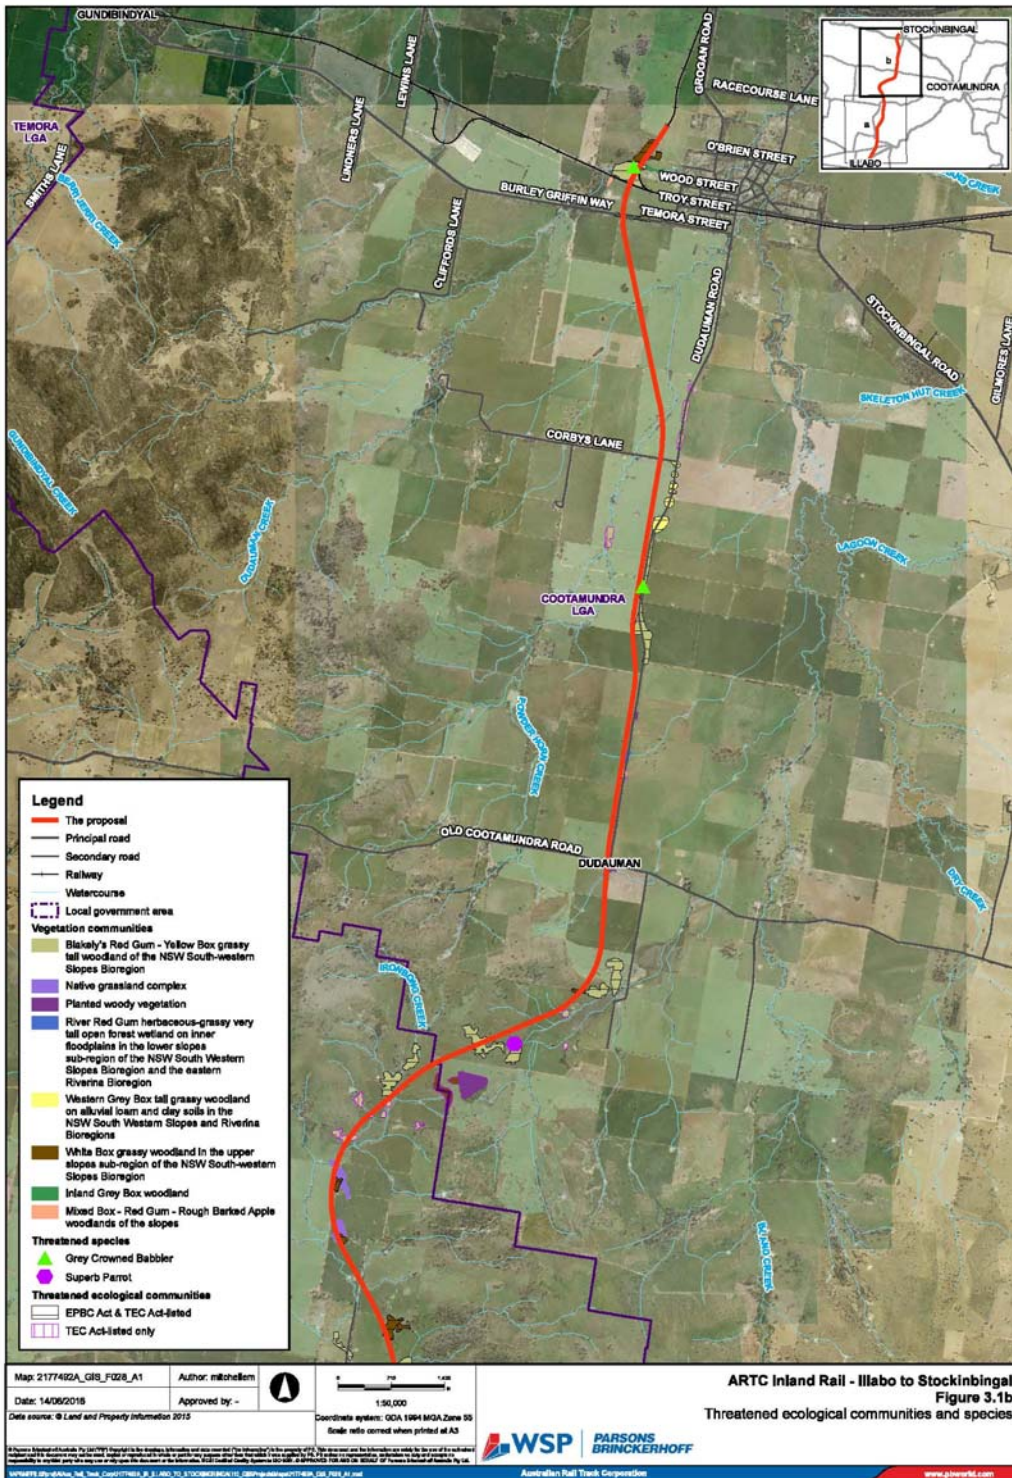 GUNDIBINDYAL
LEWINS LANE
GROGAN ROAD
RACECOURSE LANE
STOCKINBINGAL
b
COOTAMUNDRA
a
ILLABO
TEMORA
LGA
SMITHS LANE
LINDNERS LANE
O'BRIEN STREET
WOOD STREET
TROY STREET
TEMORA STREET
BURLEY GRIFFIN WAY
CLIFFORDS LANE
DUDAUMAN ROAD
STOCKINBINGAL ROAD
GILMORES LANE
SKELETON HUT CREEK
CORBYS LANE
GUNDIBINDYAL CREEK
DUDAUMAN CREEK
LAGOON CREEK
COOTAMUNDRA
LGA
POWDER HORN CREEK
OLD COOTAMUNDRA ROAD
DUDAUMAN
DRY CREEK
IRONBONG CREEK
Legend
The proposal
Principal road
Secondary road
Railway
Watercourse
Local government area
Vegetation communities
Blakely's Red Gum - Yellow Box grassy
tall woodland of the NSW South-western
Slopes Bioregion
Native grassland complex
Planted woody vegetation
River Red Gum herbaceous-grassy very
tall open forest wetland on inner
floodplains in the lower slopes
sub-region of the NSW South Western
Slopes Bioregion and the eastern
Riverina Bioregion
Western Grey Box tall grassy woodland
on alluvial loam and clay soils in the
NSW South Western Slopes and Riverina
Bioregions
White Box grassy woodland in the upper
slopes sub-region of the NSW South-western
Slopes Bioregion
Inland Grey Box woodland
Mixed Box - Red Gum - Rough Barked Apple
woodlands of the slopes
Threatened species
Grey Crowned Babbler
Superb Parrot
Threatened ecological communities
EPBC Act & TEC Act-listed
TEC Act-listed only
Map: 2177492A_GIS_F028_A1
Author: mitchellem
Date: 14/06/2016
Approved by: -
Data source: © Land and Property Information 2015
1:50,000
Coordinate system: GDA 1994 MGA Zone 55
Scale ratio correct when printed at A3
WSP
PARSONS
BRINCKERHOFF
ARTC Inland Rail - Illabo to Stockinbingal
Figure 3.1b
Threatened ecological communities and species
Australian Rail Track Corporation
www.pbworld.com